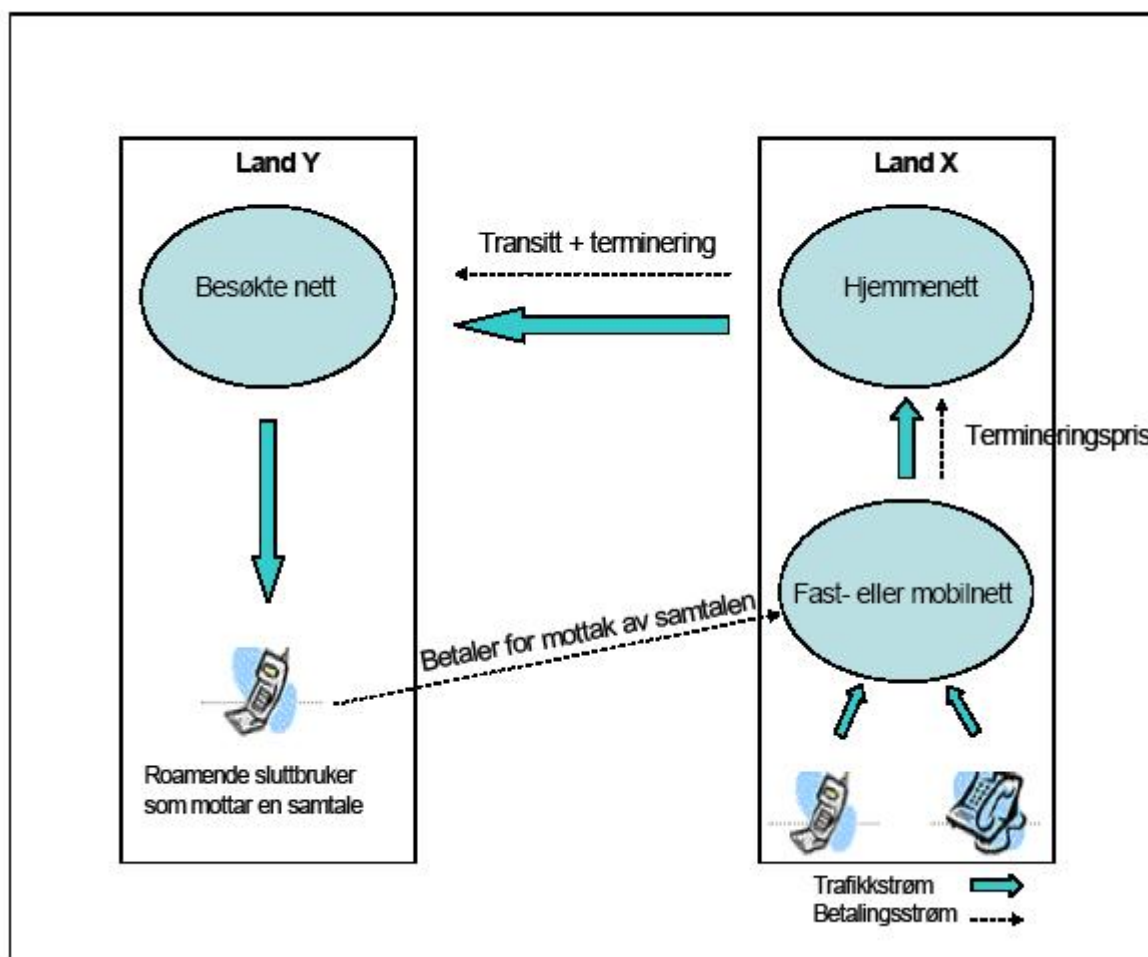 Land Y
Land X
Transitt + terminering
Besøkte nett
Hjemmenett
Termineringspris
Fast- eller mobilnett
Betaler for mottak av samtalen
Roamende sluttbruker
som mottar en samtale
Trafikkstrøm
Betalingsstrøm